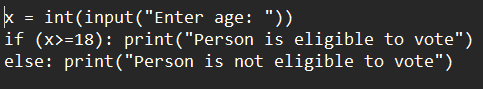 x = int(input("Enter age: "))
if (x>=18): print("Person is eligible to vote")
else: print("Person is not eligible to vote")